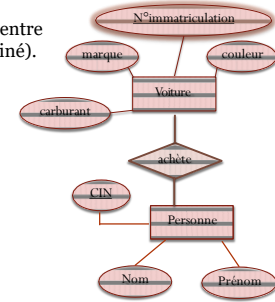 N°immatriculation
entre
iné).
marque
couleur
Voiture
carburant
achète
CIN
Personne
Nom
Prénom